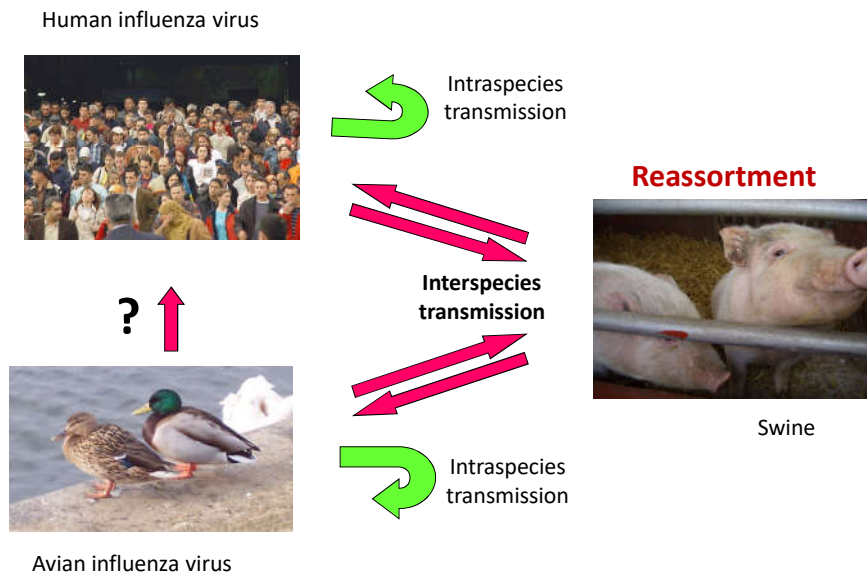 Human influenza virus
Intraspecies
transmission
Reassortment
Interspecies
transmission
?
Swine
Intraspecies
transmission
Avian influenza virus